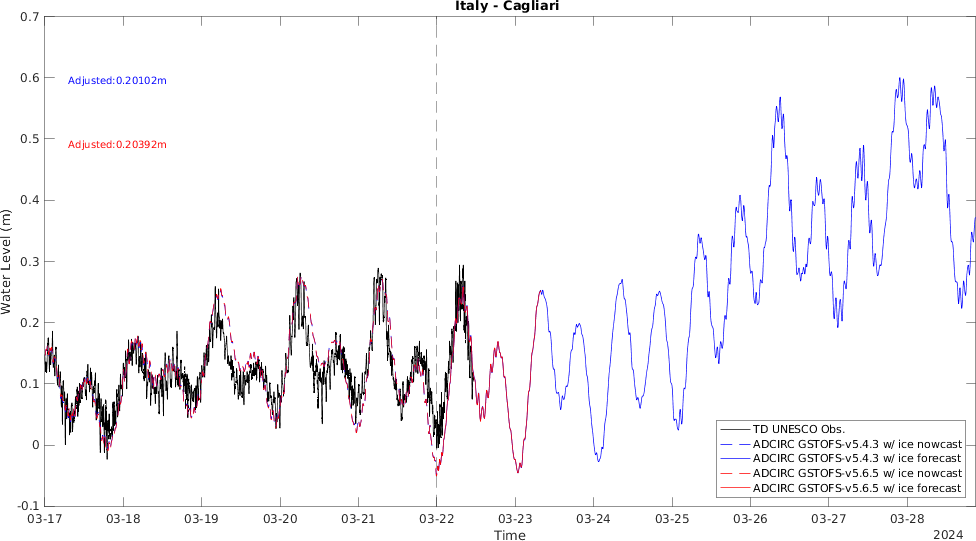 Italy - Cagliari
0.7
0.6
0.5
0.4
0.3
0.2
0.1
0
-0.1
Water Level (m)
Adjusted:0.20102m
Adjusted:0.20392m
TD UNESCO Obs.
ADCIRC GSTOFS-v5.4.3 w/ ice nowcast
ADCIRC GSTOFS-v5.4.3 w/ ice forecast
ADCIRC GSTOFS-v5.6.5 w/ ice nowcast
ADCIRC GSTOFS-v5.6.5 w/ ice forecast
03-17 03-18 03-19 03-20 03-21 03-22 03-23 03-24 03-25 03-26 03-27 03-28
Time
2024